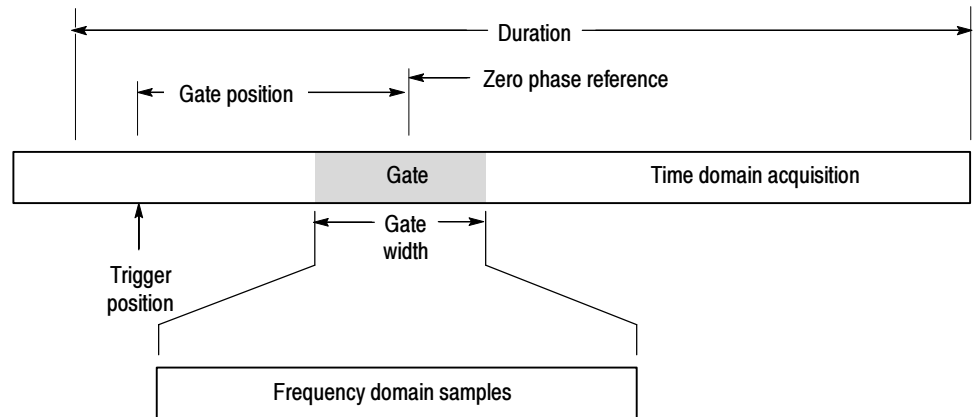 Duration
Zero phase reference
Gate position
Gate
Time domain acquisition
Gate
width
Trigger
position
Frequency domain samples